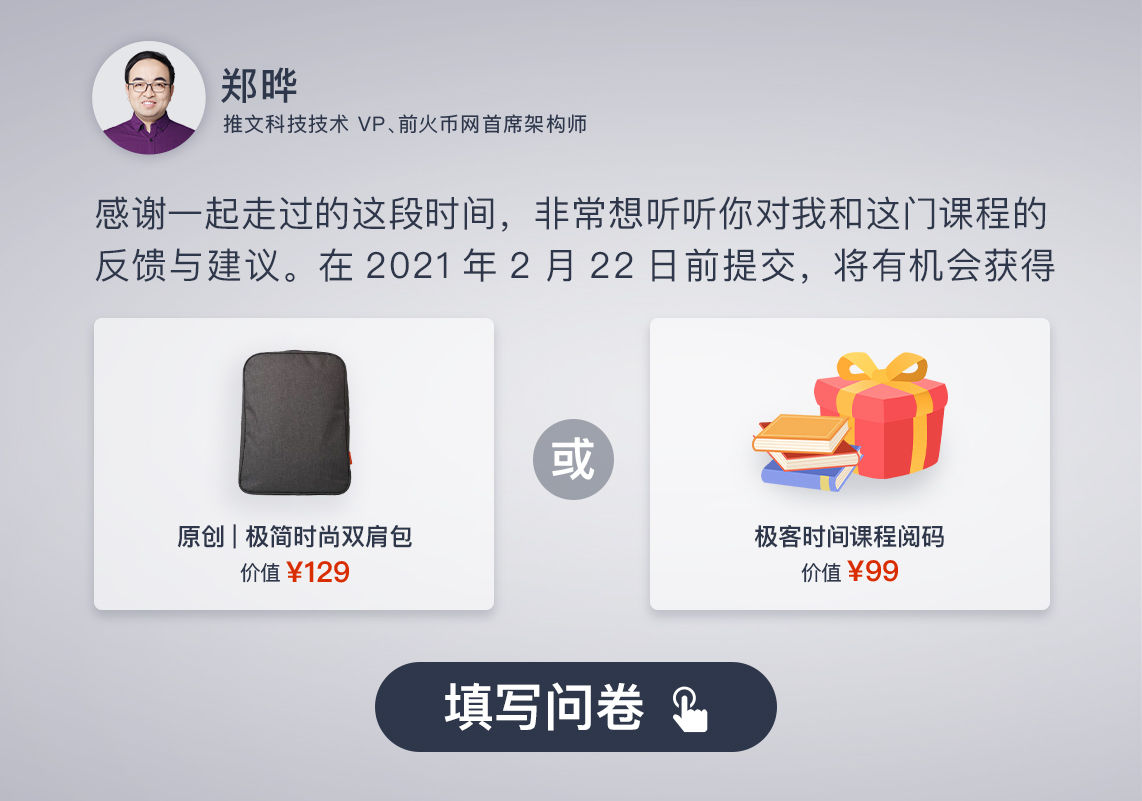 郑晔
推文科技技术 VP、前火币网首席架构师
感谢一起走过的这段时间，非常想听听你对我和这门课程的
反馈与建议。在 2021 年 2 月 22 日前提交，将有机会获得
或
原创 | 极简时尚双肩包
价值 ¥129
极客时间课程阅码
价值 ¥99
填写问卷